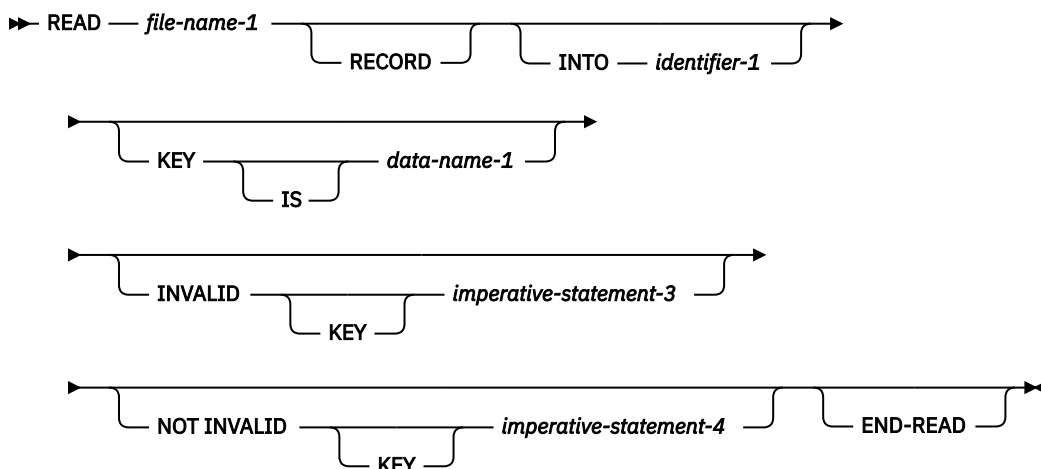 READ file-name-1
RECORD INTO identifier-1
KEY data-name-1
IS
INVALID imperative-statement-3
KEY
NOT INVALID imperative-statement-4 END-READ
KEY